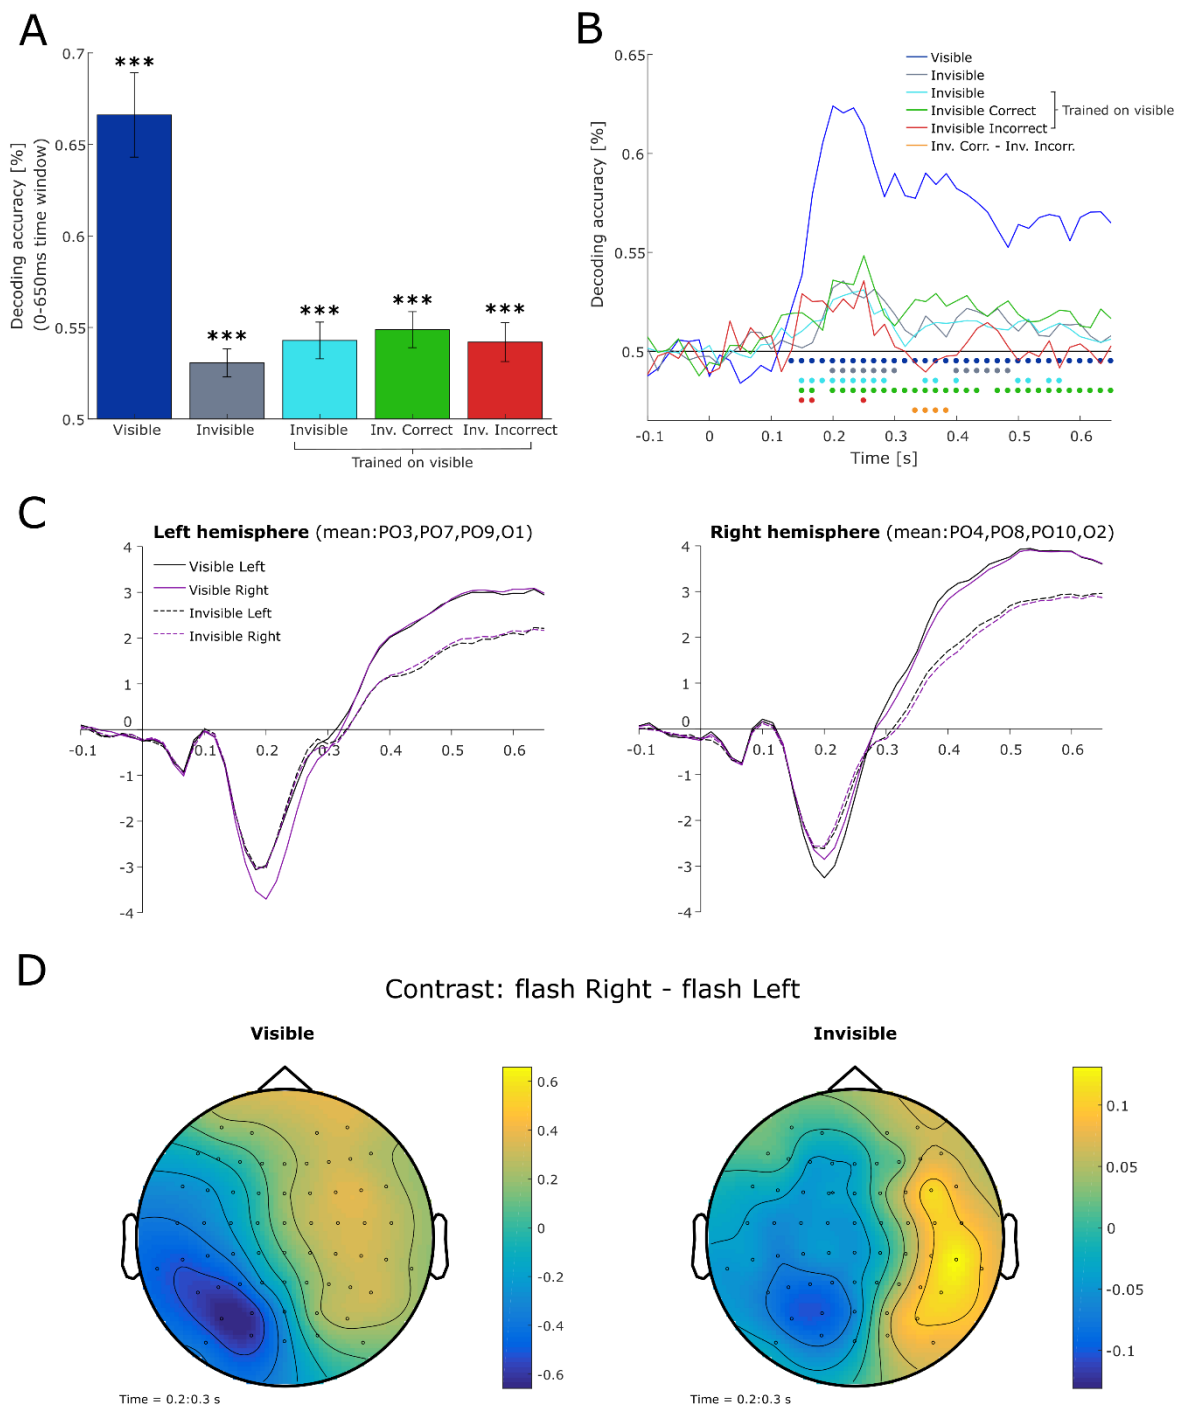 A
0.7
0.65
0.6
0.55
0.5
Decoding accuracy [%]
(0-650ms time window)
***
***
***
***
***
Visible
Invisible
Invisible
Inv. Correct
Inv. Incorrect
Trained on visible
B
0.65
0.6
0.55
0.5
Decoding accuracy [%]
Visible
Invisible
Invisible
Invisible Correct
Invisible Incorrect
Inv. Corr. - Inv. Incorr.
Trained on visible
-0.1 0 0.1 0.2 0.3 0.4 0.5 0.6
Time [s]
C
Left hemisphere (mean:PO3,PO7,PO9,O1)
4
3
2
1
0
-1
-2
-3
-4
-0.1 0.1 0.2 0.3 0.4 0.5 0.6
Visible Left
Visible Right
Invisible Left
Invisible Right
Right hemisphere (mean:PO4,PO8,PO10,O2)
4
3
2
1
0
-1
-2
-3
-4
-0.1 0.1 0.2 0.3 0.4 0.5 0.6
D
Contrast: flash Right - flash Left
Visible
0.6
0.4
0.2
0
-0.2
-0.4
-0.6
Time = 0.2:0.3 s
Invisible
0.1
0.05
0
-0.05
-0.1
Time = 0.2:0.3 s